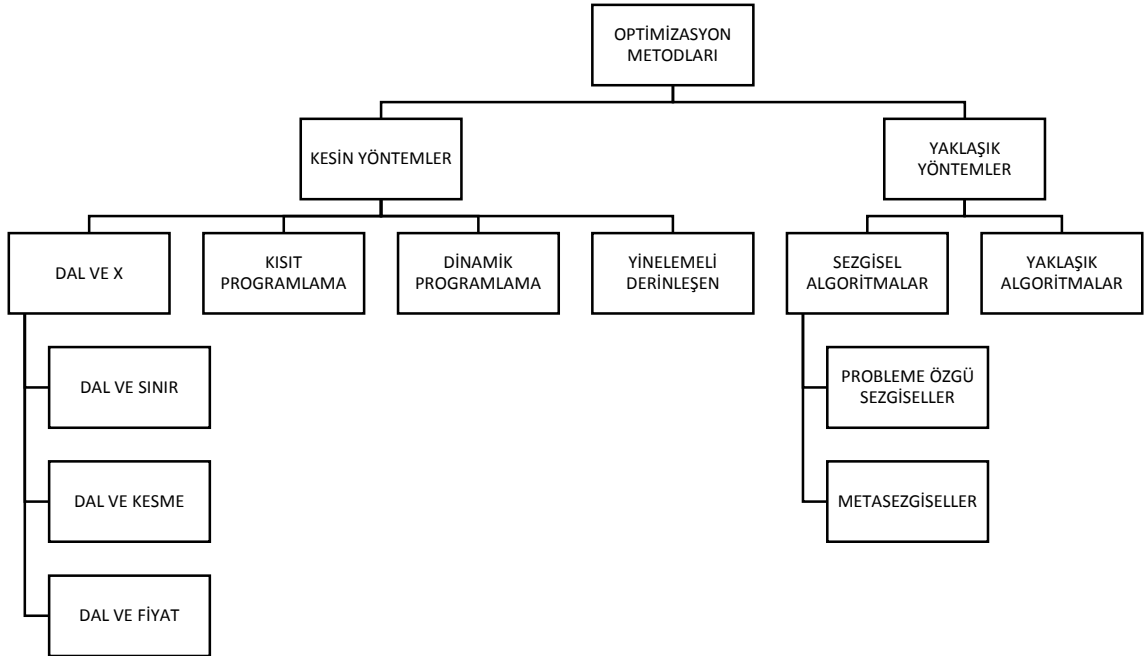 OPTİMİZASYON
METODLARI
KESİN YÖNTEMLER
YAKLAŞIK
YÖNTEMLER
DAL VE X
KISIT
PROGRAMLAMA
DİNAMİK
PROGRAMLAMA
YİNELEMELİ
DERİNLEŞEN
SEZGİSEL
ALGORİTMALAR
YAKLAŞIK
ALGORİTMALAR
DAL VE SINIR
PROBLEME ÖZGÜ
SEZGİSELLER
DAL VE KESME
METASEZGİSELLER
DAL VE FİYAT